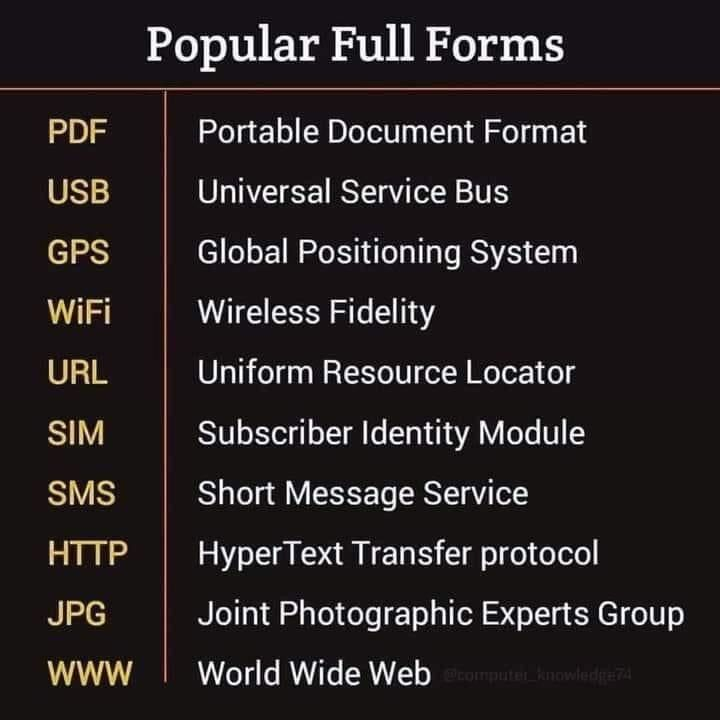 Popular Full Forms
PDF Portable Document Format
USB Universal Service Bus
GPS Global Positioning System
WiFi Wireless Fidelity
URL Uniform Resource Locator
SIM Subscriber Identity Module
SMS Short Message Service
HTTP HyperText Transfer protocol
JPG Joint Photographic Experts Group
WWW World Wide Web @computer_knowledge74